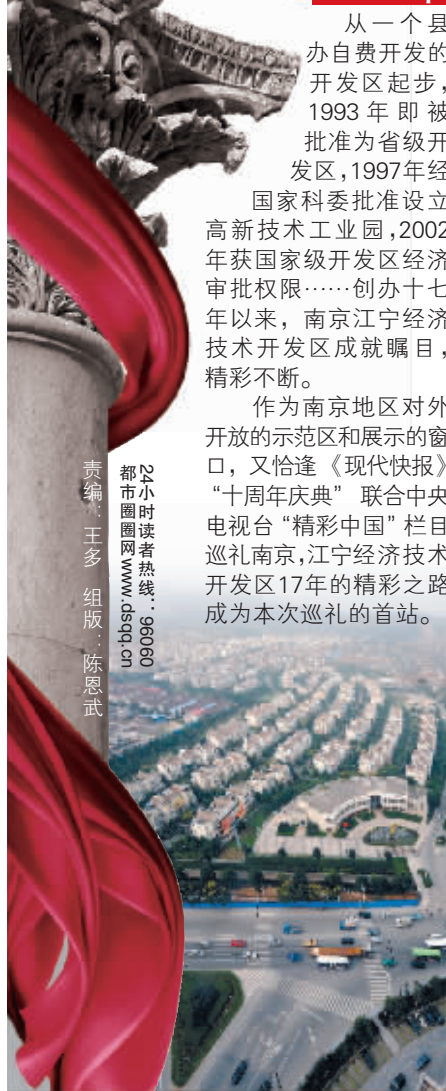 从一个县
办自费开发的
开发区起步，
1993年即被
批准为省级开
发区，1997年经
国家科委批准设立
高新技术工业园，2002
年获国家级开发区经济
审批权限……创办十七
年以来，南京江宁经济
技术开发区成就瞩目，
精彩不断。
作为南京地区对外
开放的示范区和展示的窗
口，又恰逢《现代快报》
“十周年庆典” 联合中央
电视台“精彩中国”栏目
巡礼南京，江宁经济技术
开发区17年的精彩之路
成为本次巡礼的首站。
24小时读者热线：96060
都市圈圈网www.dsqq.cn
责编：王多 组版：陈恩武